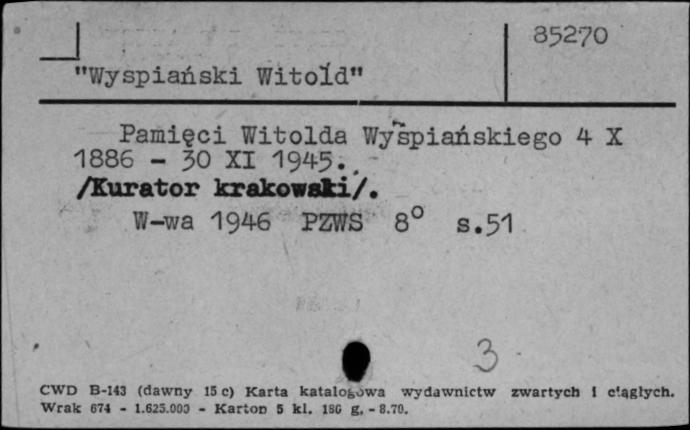 85270
"Wyspiański Witold"
Pamięci Witolda Wyspiańskiego 4 X
1886 - 30 XI 1945.
/Kurator krakowski/.
W-wa 1946 PZWS 8° s.51
3
CWD B-143 (dawny 15 c) Karta katalogowa wydawnictw zwartych i ciągłych.
Wrak 674 - 1.625.000 - Karton 5 kl. 180 g. - 8.70.